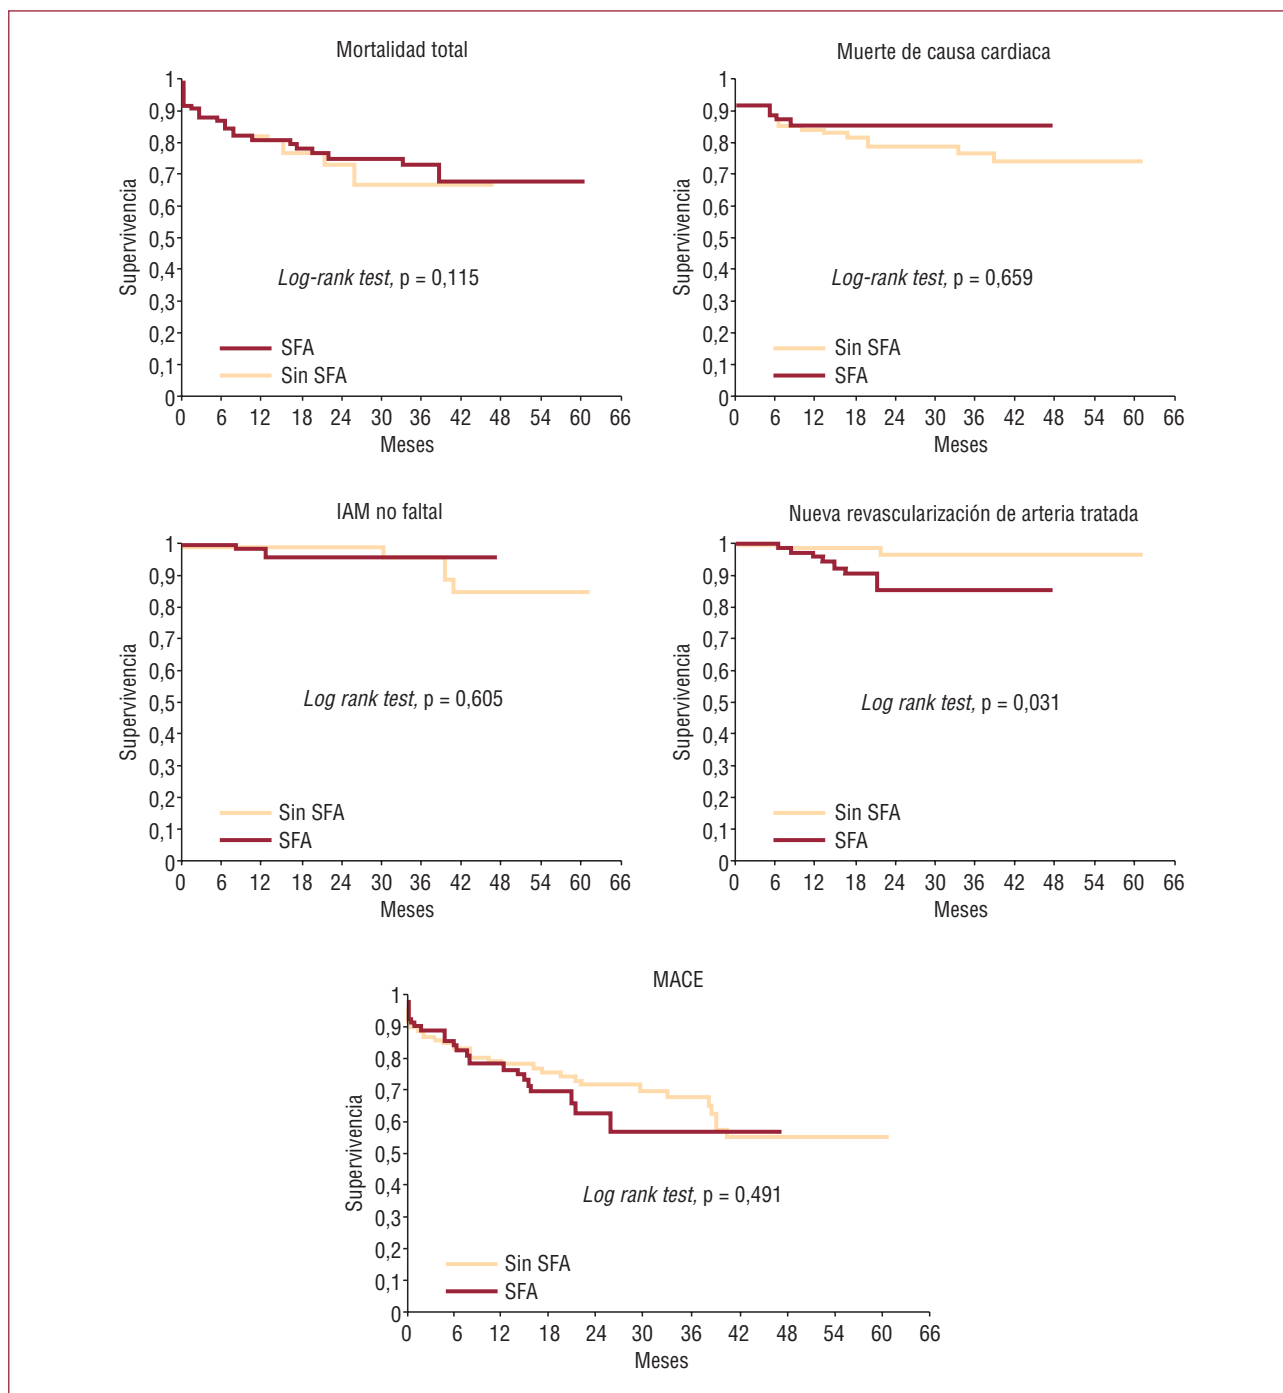 Mortalidad total
1
0,9
0,8
0,7
0,6
0,5
0,4
0,3
0,2
0,1
0
Supervivencia
Log-rank test, p = 0,115
SFA
Sin SFA
0 6 12 24 30 36 42 48 54 60 66
Meses
Muerte de causa cardiaca
1
0,9
0,8
0,7
0,6
0,5
0,4
0,3
0,2
0,1
0
Supervivencia
Log-rank test, p = 0,659
Sin SFA
SFA
0 6 12 18 24 30 36 42 48 54 60 66
Meses
IAM no faltal
1
0,9
0,8
0,7
0,6
0,5
0,4
0,3
0,2
0,1
0
Supervivencia
Log rank test, p = 0,605
Sin SFA
SFA
0 6 12 18 24 30 36 42 48 54 60 66
Meses
Nueva revascularización de arteria tratada
1
0,9
0,8
0,7
0,6
0,5
0,4
0,3
0,2
0,1
0
Supervivencia
Log rank test, p = 0,031
Sin SFA
SFA
0 6 12 18 24 30 36 42 48 54 60 66
Meses
MACE
1
0,9
0,8
0,7
0,6
0,5
0,4
0,3
0,2
0,1
0
Supervivencia
Log rank test, p = 0,491
Sin SFA
SFA
0 6 12 18 24 30 36 42 48 54 60 66
Meses